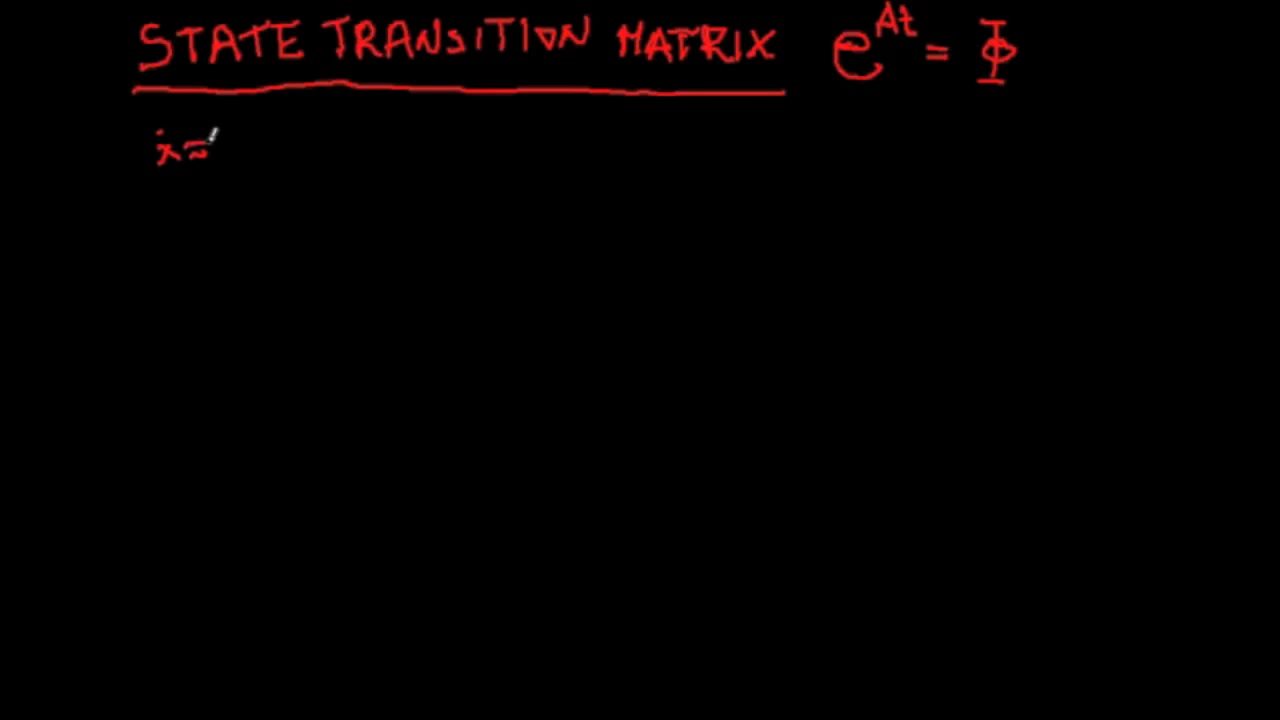 STATE TRANSITION MATRIX e^At = Φ
ẋ =